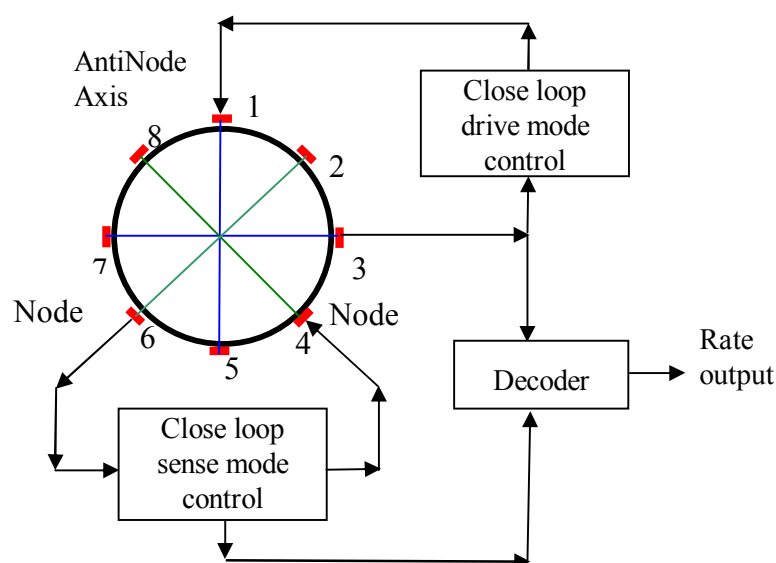 AntiNode
Axis
1
Close loop
drive mode
control
8
2
7
3
Node
6
5
4
Node
Rate
output
Decoder
Close loop
sense mode
control